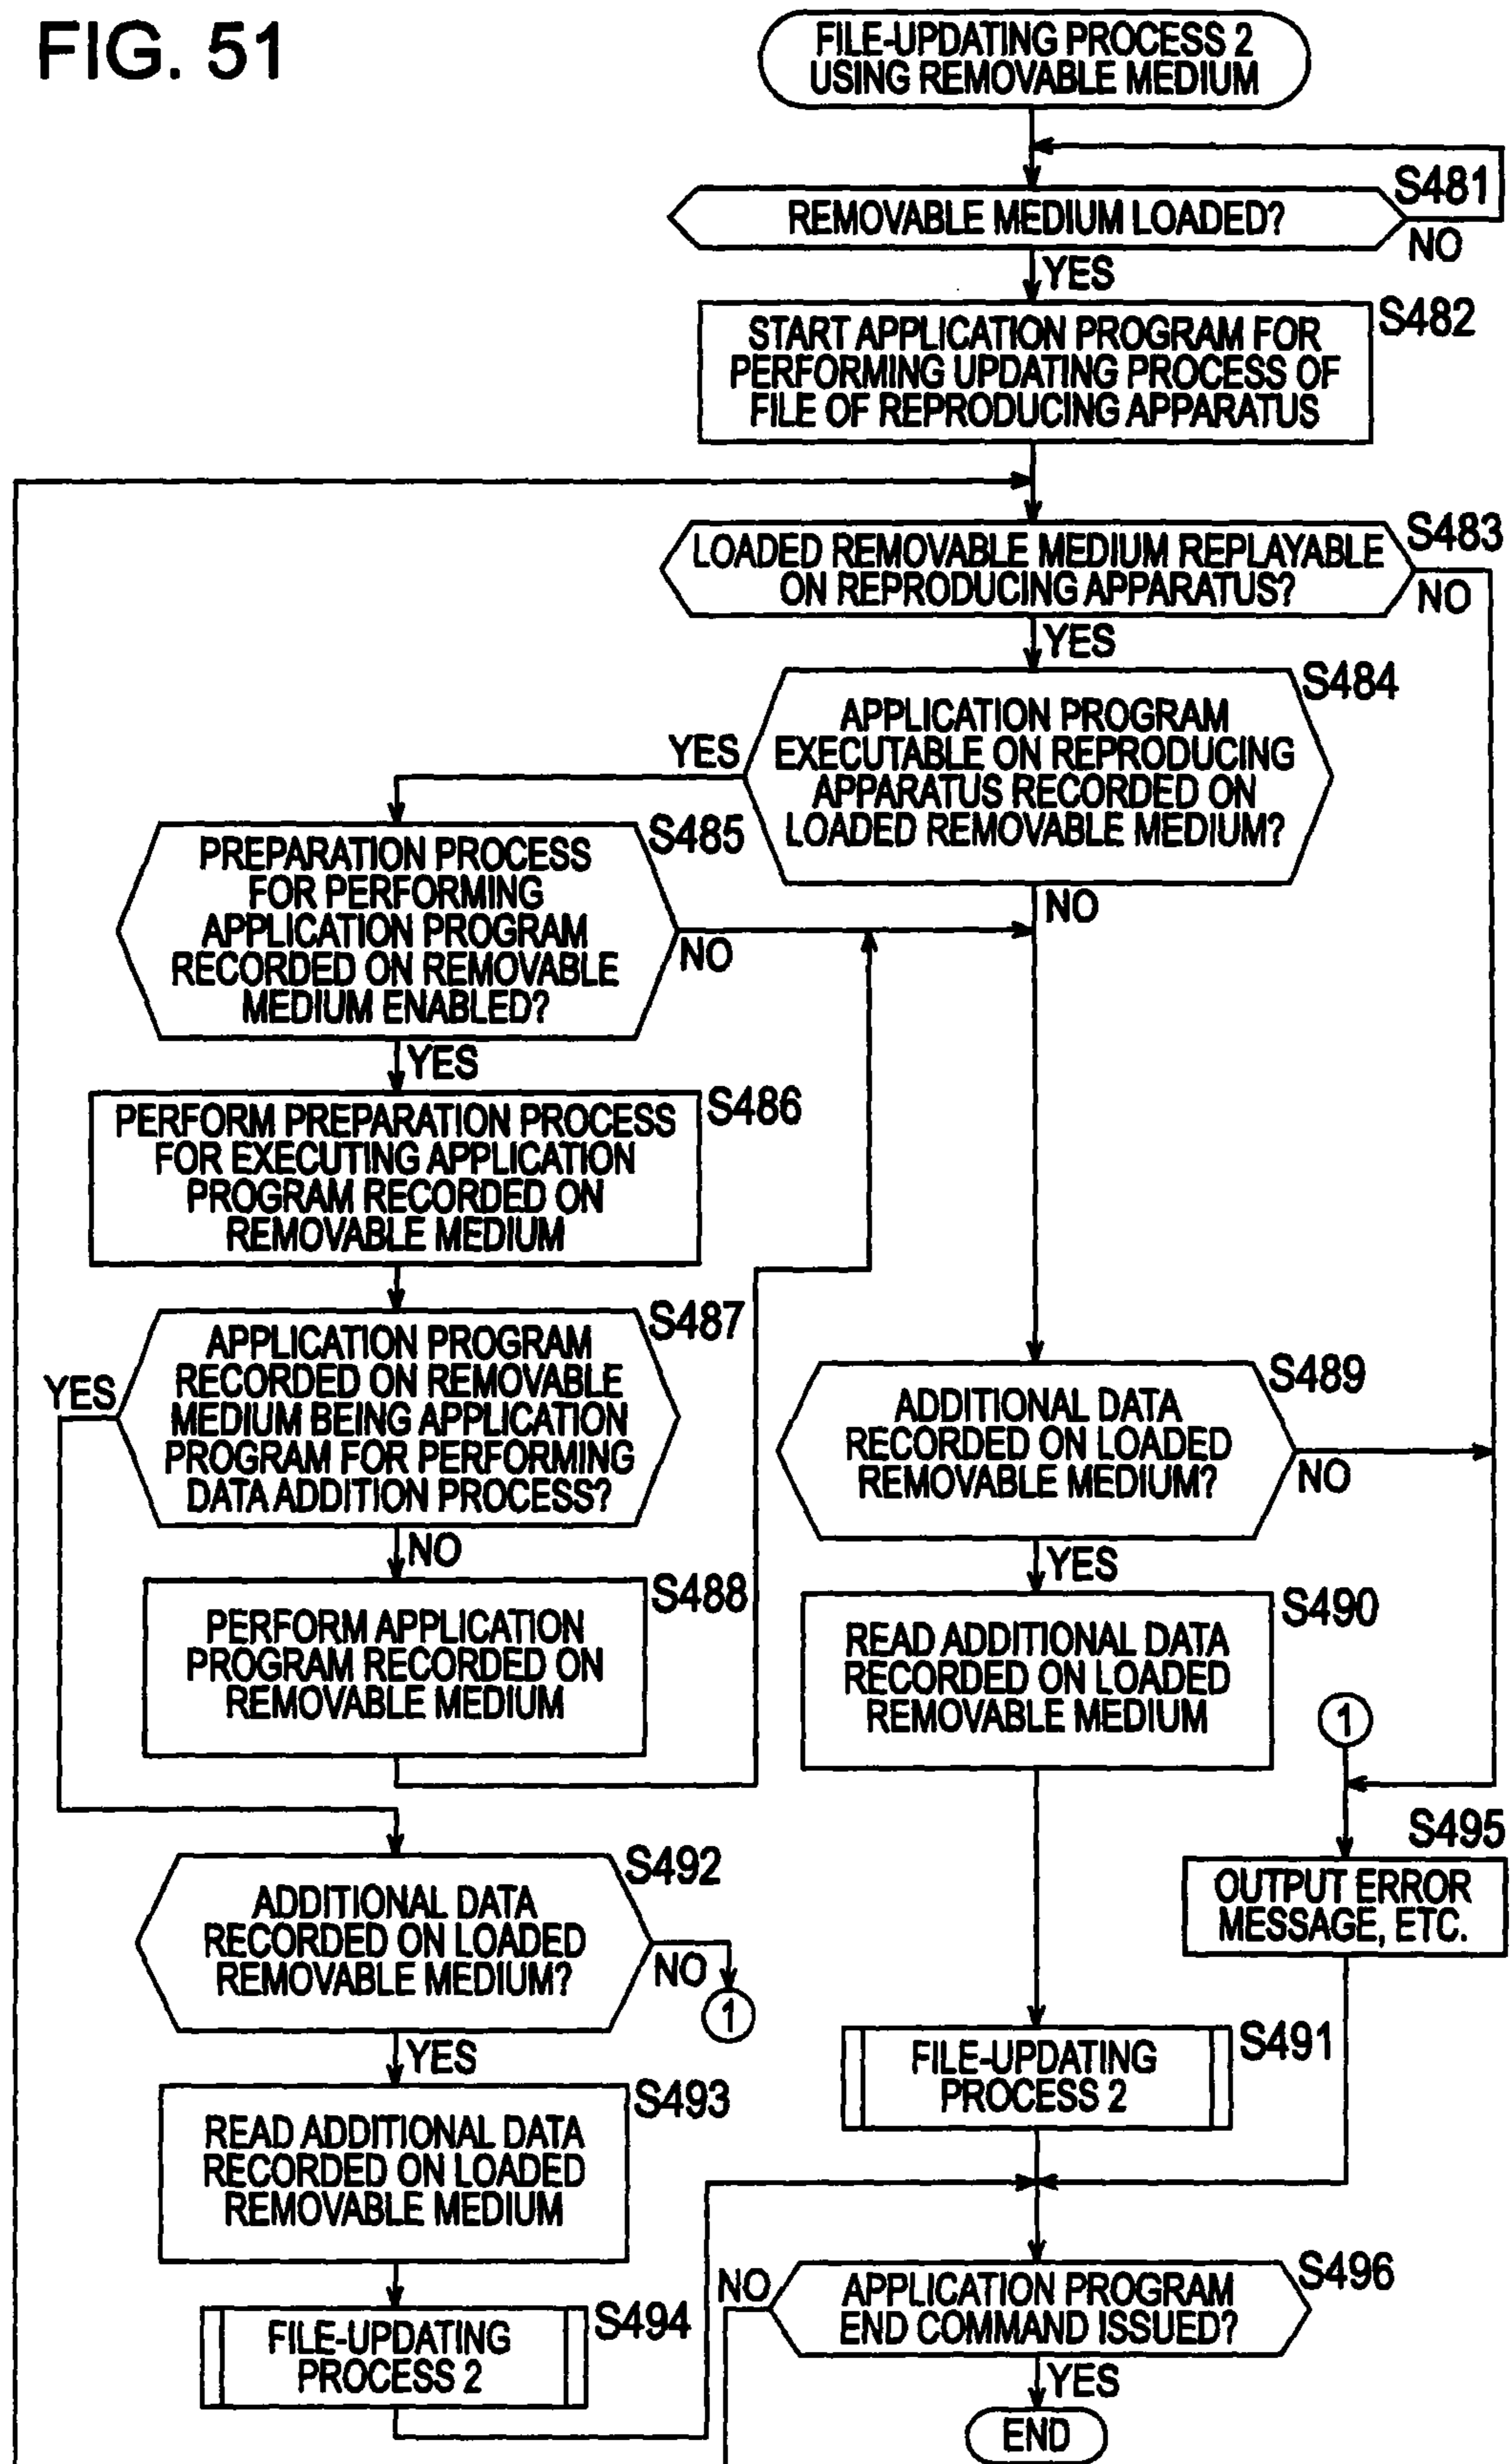 FIG. 51
FILE-UPDATING PROCESS 2
USING REMOVABLE MEDIUM
S481
REMOVABLE MEDIUM LOADED?
NO
YES
S482
START APPLICATION PROGRAM FOR
PERFORMING UPDATING PROCESS OF
FILE OF REPRODUCING APPARATUS
S483
LOADED REMOVABLE MEDIUM REPLAYABLE
ON REPRODUCING APPARATUS?
NO
YES
S484
APPLICATION PROGRAM
EXECUTABLE ON REPRODUCING
APPARATUS RECORDED ON
LOADED REMOVABLE MEDIUM?
YES
NO
S485
PREPARATION PROCESS
FOR PERFORMING
APPLICATION PROGRAM
RECORDED ON REMOVABLE
MEDIUM ENABLED?
NO
YES
S486
PERFORM PREPARATION PROCESS
FOR EXECUTING APPLICATION
PROGRAM RECORDED ON
REMOVABLE MEDIUM
S487
APPLICATION PROGRAM
RECORDED ON REMOVABLE
MEDIUM BEING APPLICATION
PROGRAM FOR PERFORMING
DATA ADDITION PROCESS?
YES
NO
S488
PERFORM APPLICATION
PROGRAM RECORDED ON
REMOVABLE MEDIUM
S489
ADDITIONAL DATA
RECORDED ON LOADED
REMOVABLE MEDIUM?
NO
YES
S490
READ ADDITIONAL DATA
RECORDED ON LOADED
REMOVABLE MEDIUM
1
S495
OUTPUT ERROR
MESSAGE, ETC.
S492
ADDITIONAL DATA
RECORDED ON LOADED
REMOVABLE MEDIUM?
NO
1
YES
S493
READ ADDITIONAL DATA
RECORDED ON LOADED
REMOVABLE MEDIUM
S491
FILE-UPDATING
PROCESS 2
S494
FILE-UPDATING
PROCESS 2
S496
APPLICATION PROGRAM
END COMMAND ISSUED?
NO
YES
END